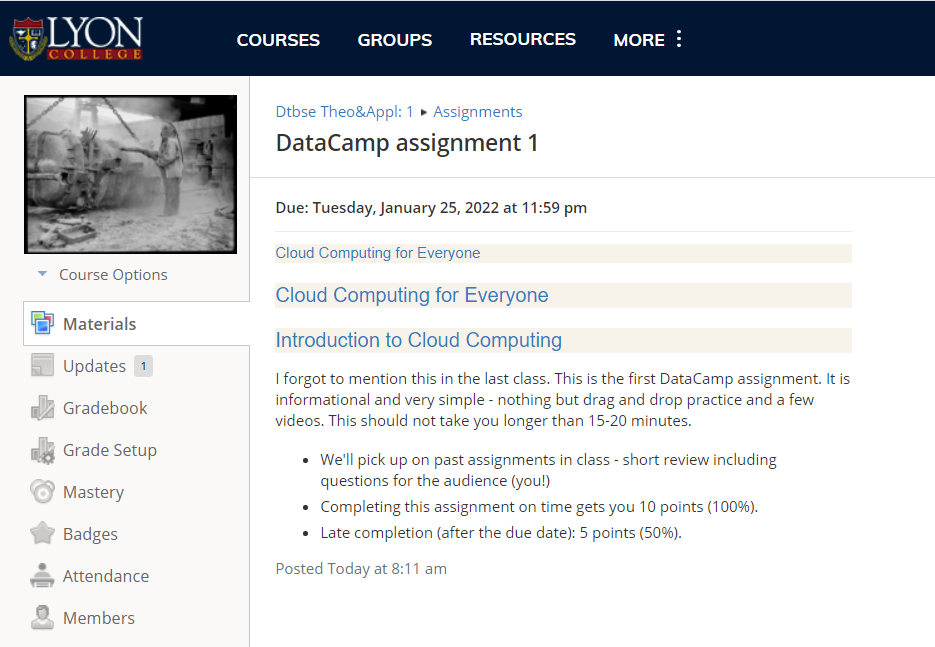 LYON
COLLEGE
COURSES GROUPS RESOURCES MORE
Dtbse Theo&Appl: 1 ▸ Assignments
DataCamp assignment 1
Due: Tuesday, January 25, 2022 at 11:59 pm
Cloud Computing for Everyone
Cloud Computing for Everyone
Introduction to Cloud Computing
I forgot to mention this in the last class. This is the first DataCamp assignment. It is
informational and very simple - nothing but drag and drop practice and a few
videos. This should not take you longer than 15-20 minutes.
• We'll pick up on past assignments in class - short review including
questions for the audience (you!)
• Completing this assignment on time gets you 10 points (100%).
• Late completion (after the due date): 5 points (50%).
Posted Today at 8:11 am
Course Options
Materials
Updates 1
Gradebook
Grade Setup
Mastery
Badges
Attendance
Members